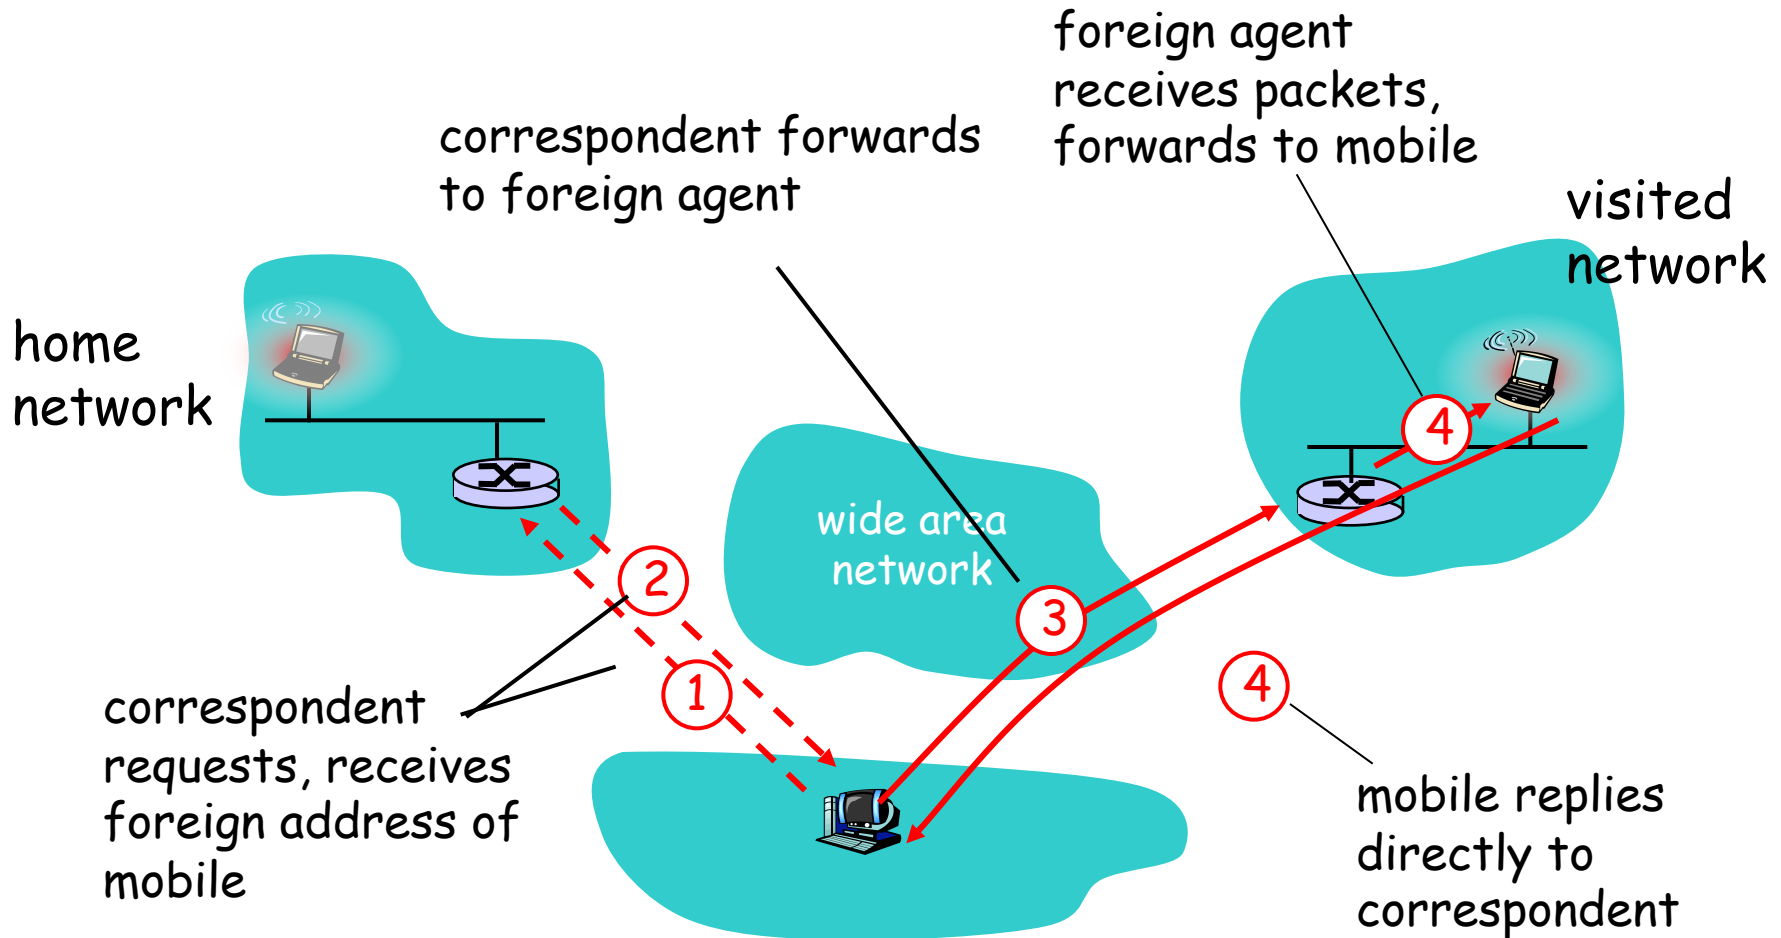 foreign agent
receives packets,
forwards to mobile
correspondent forwards
to foreign agent
visited
network
home
network
4
wide area
network
2
3
1
4
correspondent
requests, receives
foreign address of
mobile
mobile replies
directly to
correspondent